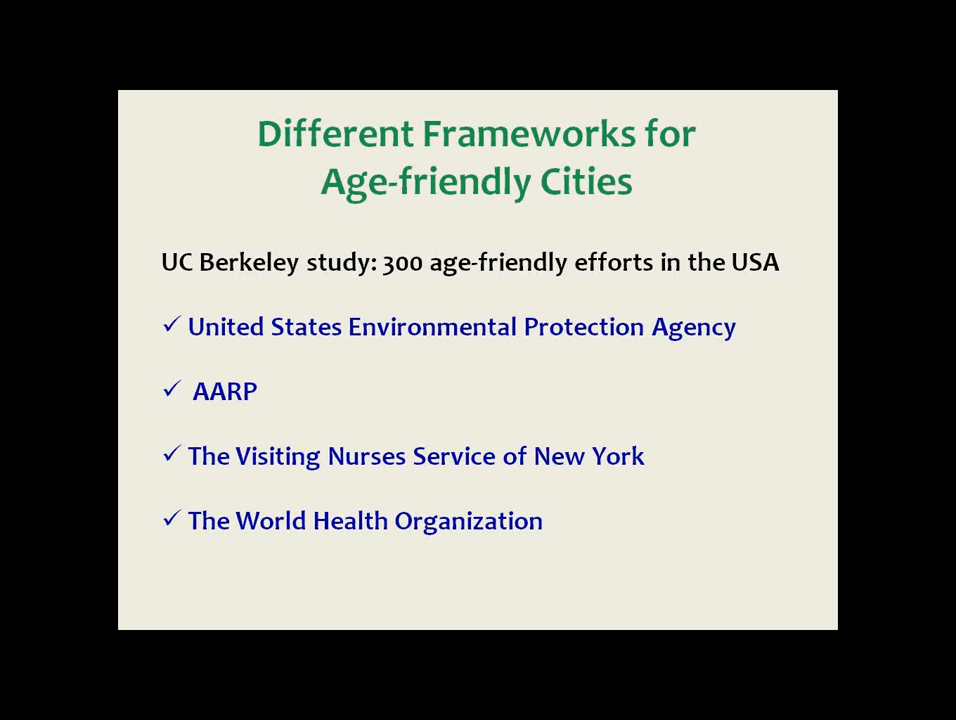 Different Frameworks for
Age-friendly Cities
UC Berkeley study: 300 age-friendly efforts in the USA
✓ United States Environmental Protection Agency
✓ AARP
✓ The Visiting Nurses Service of New York
✓ The World Health Organization